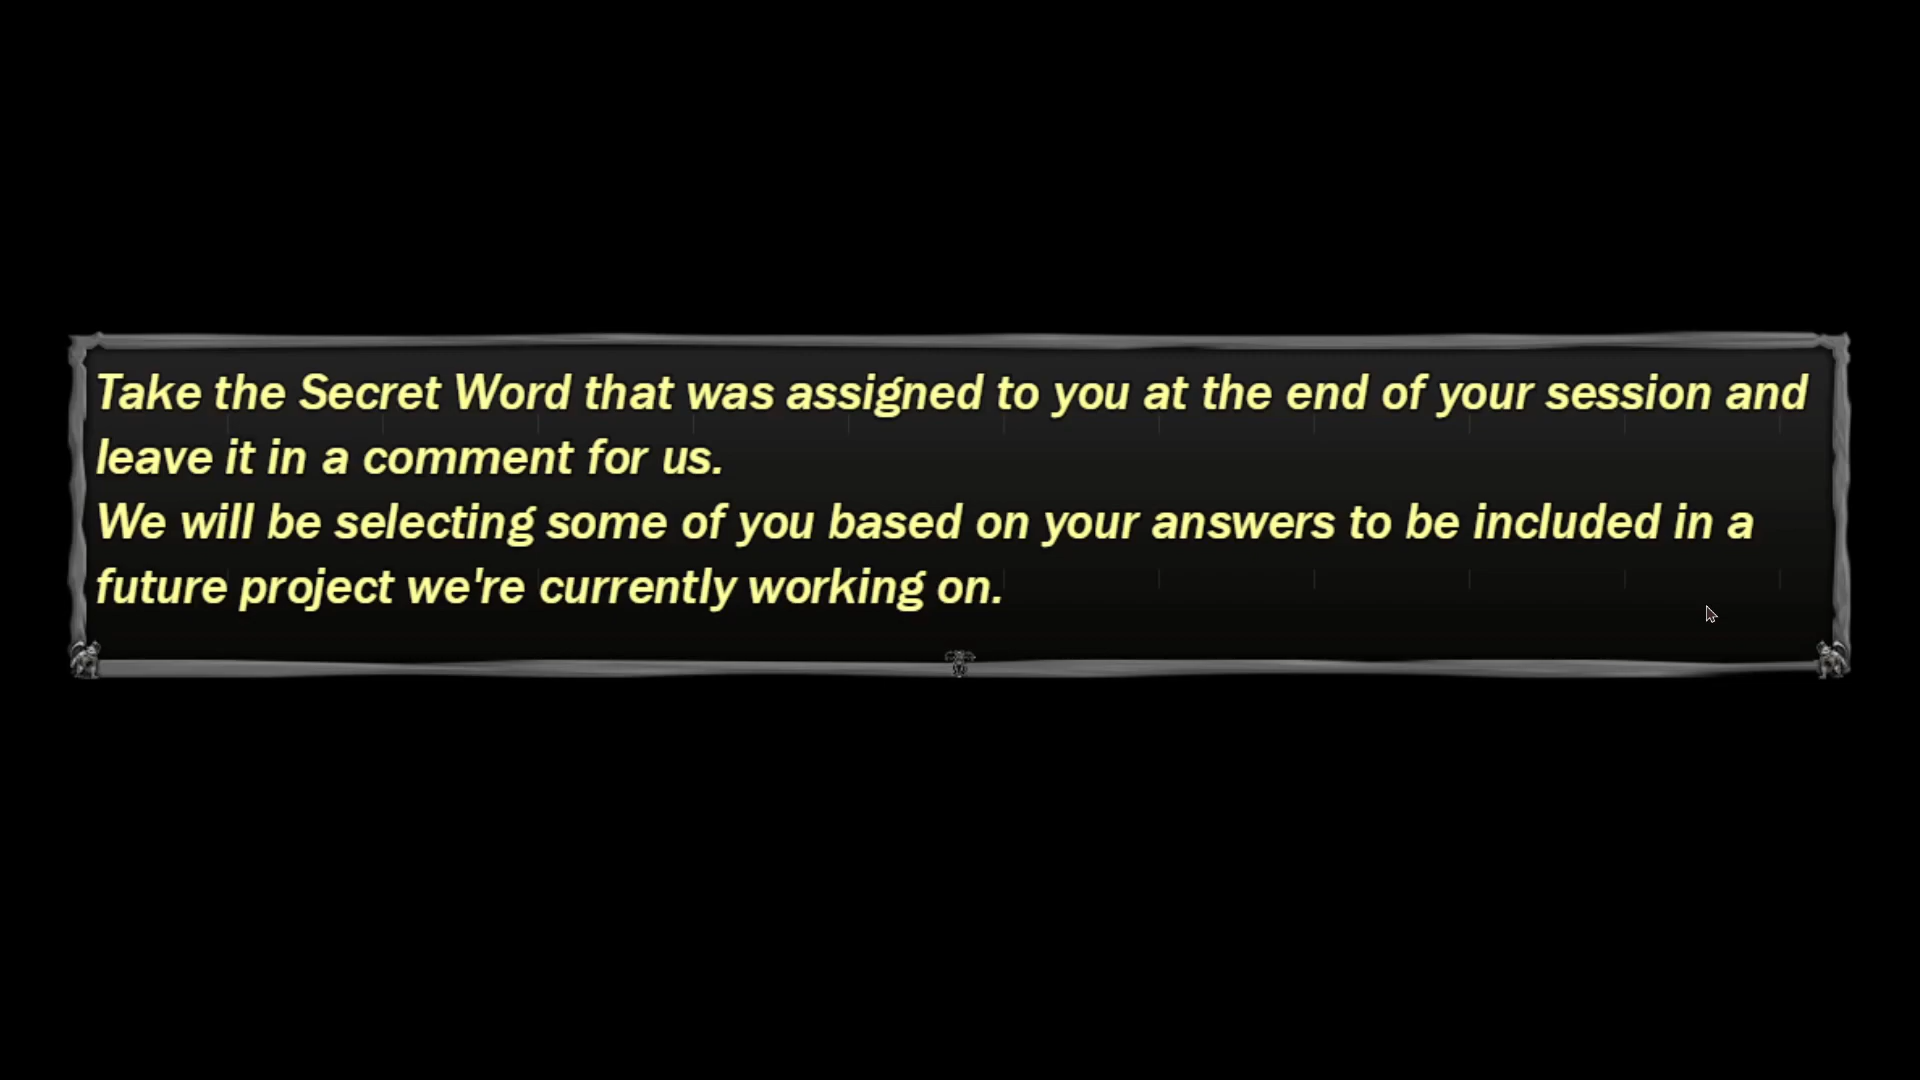 Take the Secret Word that was assigned to you at the end of your session and
leave it in a comment for us.
We will be selecting some of you based on your answers to be included in a
future project we're currently working on.